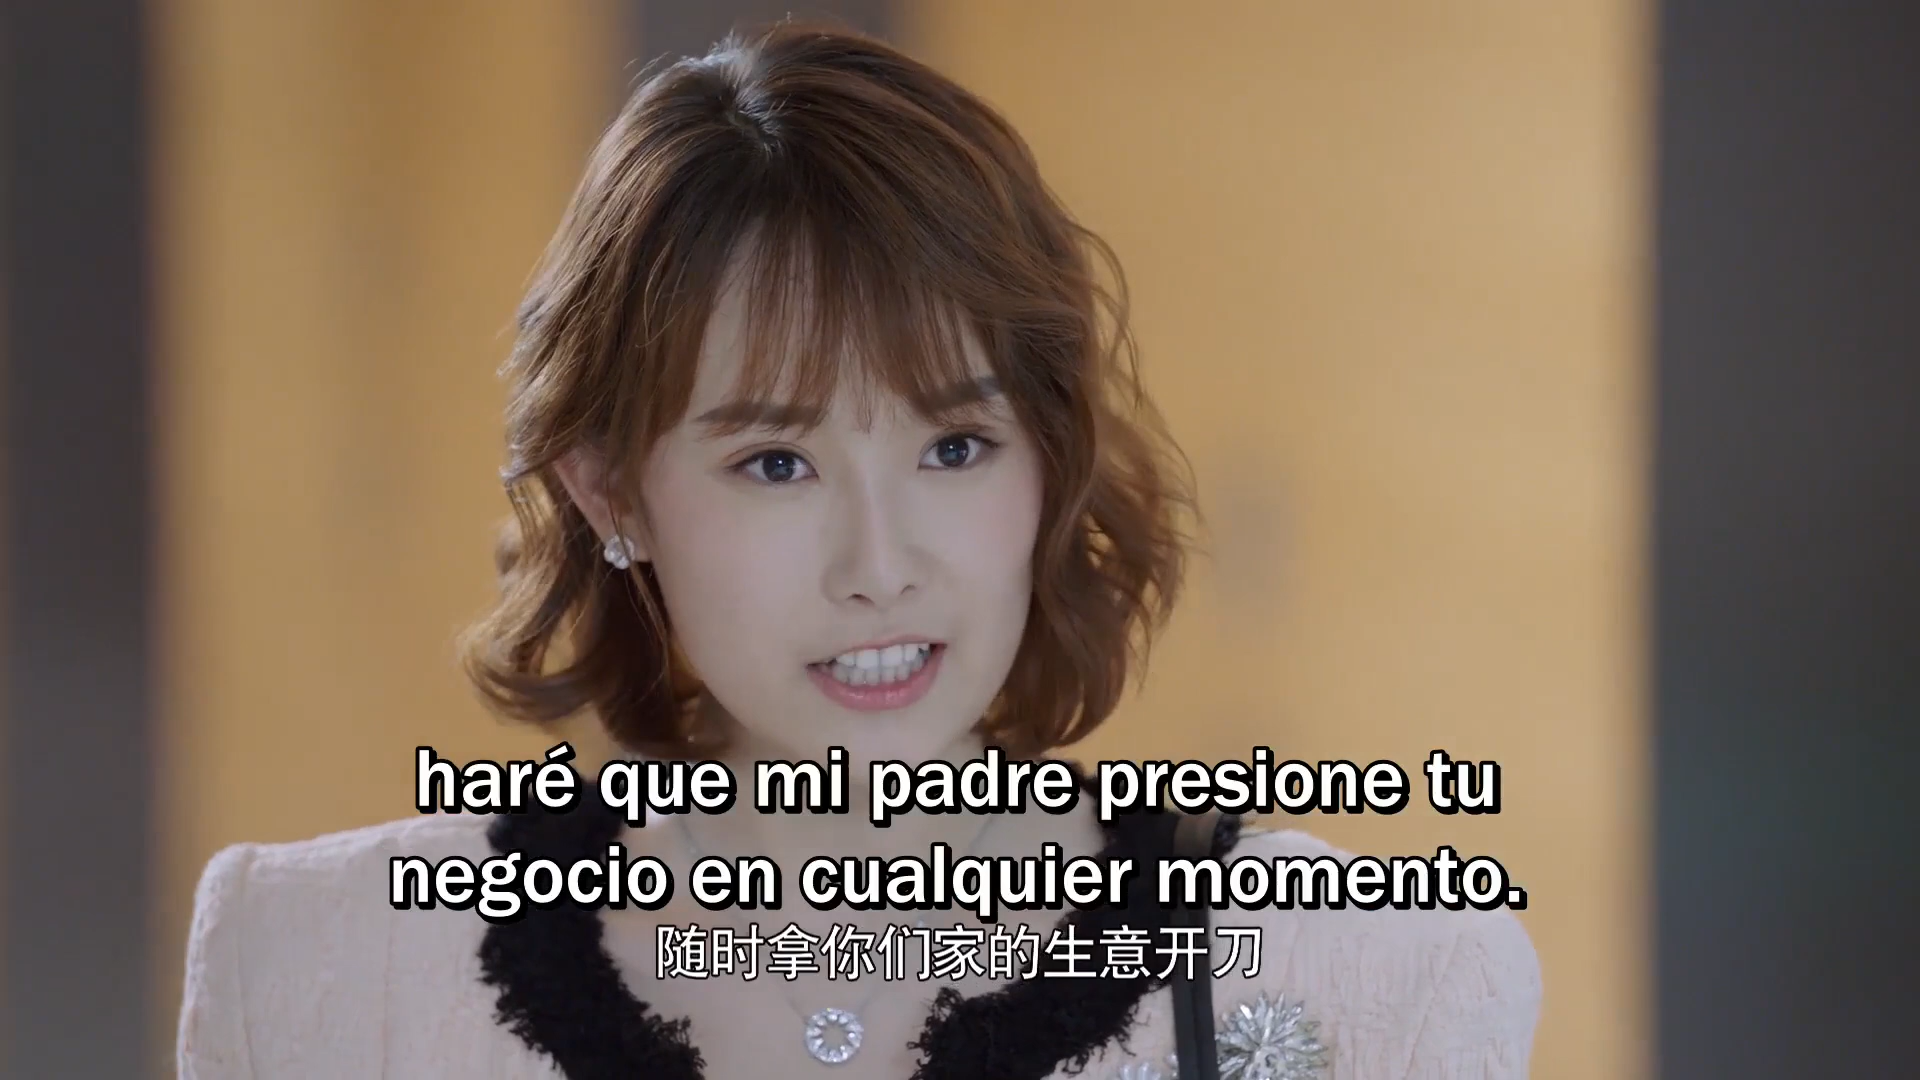 haré que mi padre presione tu
negocio en cualquier momento.
随时拿你们家的生意开刀